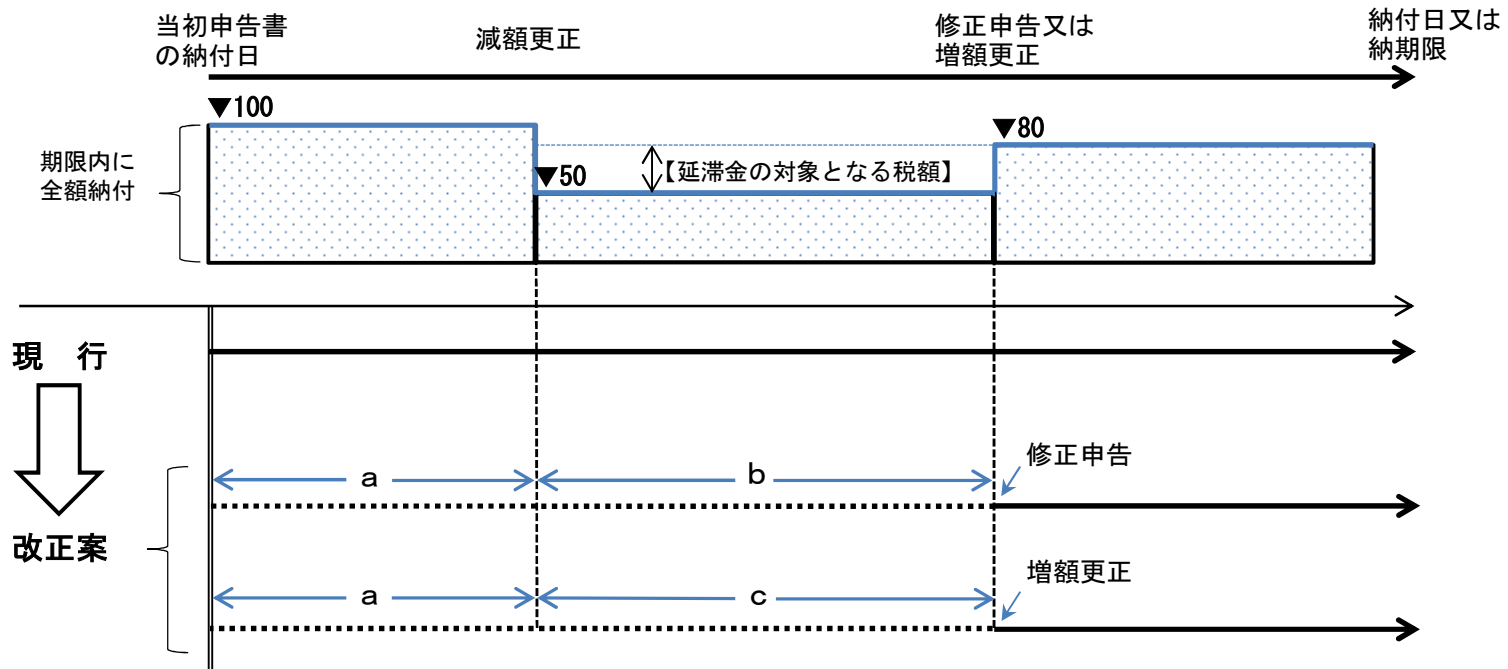 当初申告書
の納付日
減額更正
修正申告又は
増額更正
納付日又は
納期限
▼100
▼80
期限内に
全額納付
【延滞金の対象となる税額】
▼50
現 行
修正申告
a
b
改正案
増額更正
a
c